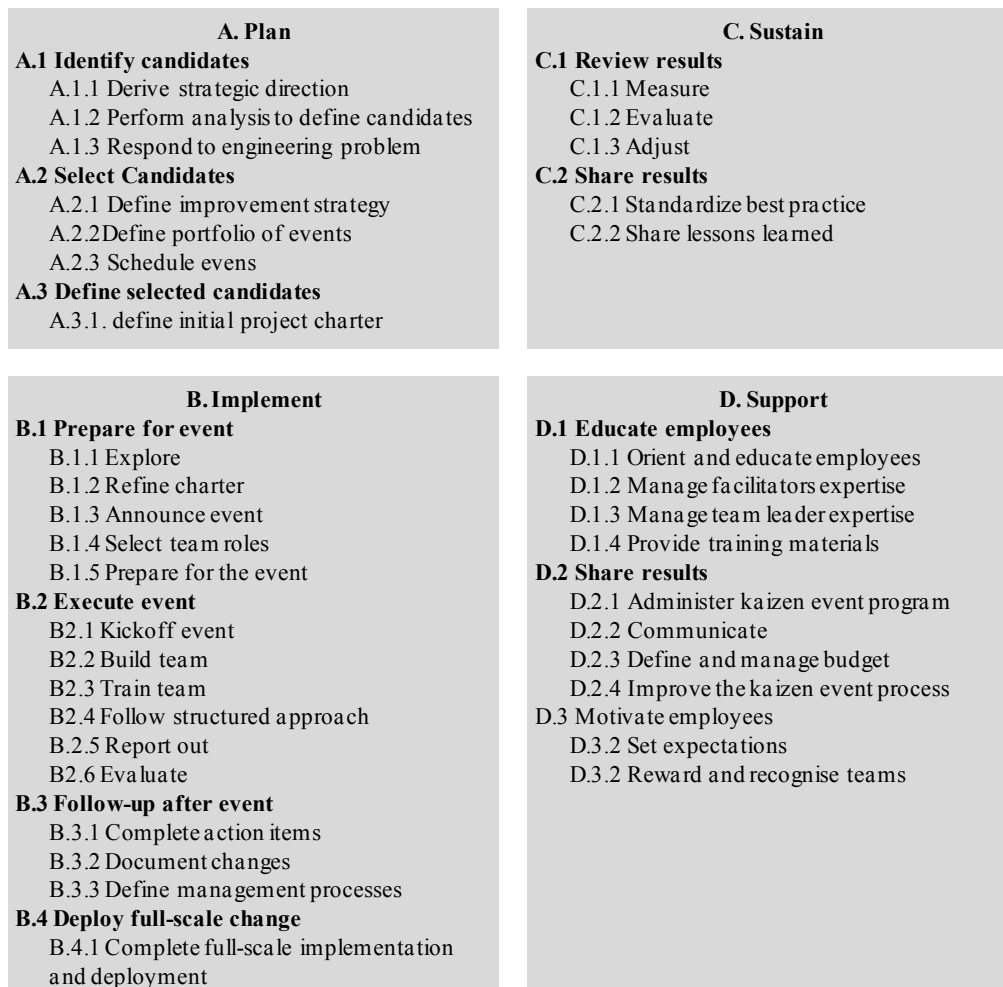 A. Plan
A.1 Identify candidates
A.1.1 Derive strategic direction
A.1.2 Perform analysis to define candidates
A.1.3 Respond to engineering problem
A.2 Select Candidates
A.2.1 Define improvement strategy
A.2.2Define portfolio of events
A.2.3 Schedule evens
A.3 Define selected candidates
A.3.1. define initial project charter
C. Sustain
C.1 Review results
C.1.1 Measure
C.1.2 Evaluate
C.1.3 Adjust
C.2 Share results
C.2.1 Standardize best practice
C.2.2 Share lessons learned
B. Implement
B.1 Prepare for event
B.1.1 Explore
B.1.2 Refine charter
B.1.3 Announce event
B.1.4 Select team roles
B.1.5 Prepare for the event
B.2 Execute event
B2.1 Kickoff event
B2.2 Build team
B2.3 Train team
B2.4 Follow structured approach
B.2.5 Report out
B2.6 Evaluate
B.3 Follow-up after event
B.3.1 Complete action items
B.3.2 Document changes
B.3.3 Define management processes
B.4 Deploy full-scale change
B.4.1 Complete full-scale implementation
and deployment
D. Support
D.1 Educate employees
D.1.1 Orient and educate employees
D.1.2 Manage facilitators expertise
D.1.3 Manage team leader expertise
D.1.4 Provide training materials
D.2 Share results
D.2.1 Administer kaizen event program
D.2.2 Communicate
D.2.3 Define and manage budget
D.2.4 Improve the kaizen event process
D.3 Motivate employees
D.3.2 Set expectations
D.3.2 Reward and recognise teams